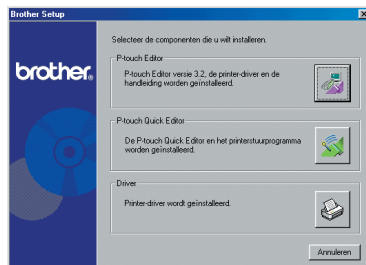 Brother Setup
Selecteer de componenten die u wilt installeren.
brother.
P-touch Editor
P-touch Editor versie 3.2, de printer-driver en de
handleiding worden geïnstalleerd.
P-touch Quick Editor
De P-touch Quick Editor en het printerstuurprogramma
worden geïnstalleerd.
Driver
Printer-driver wordt geïnstalleerd.
Annuleren